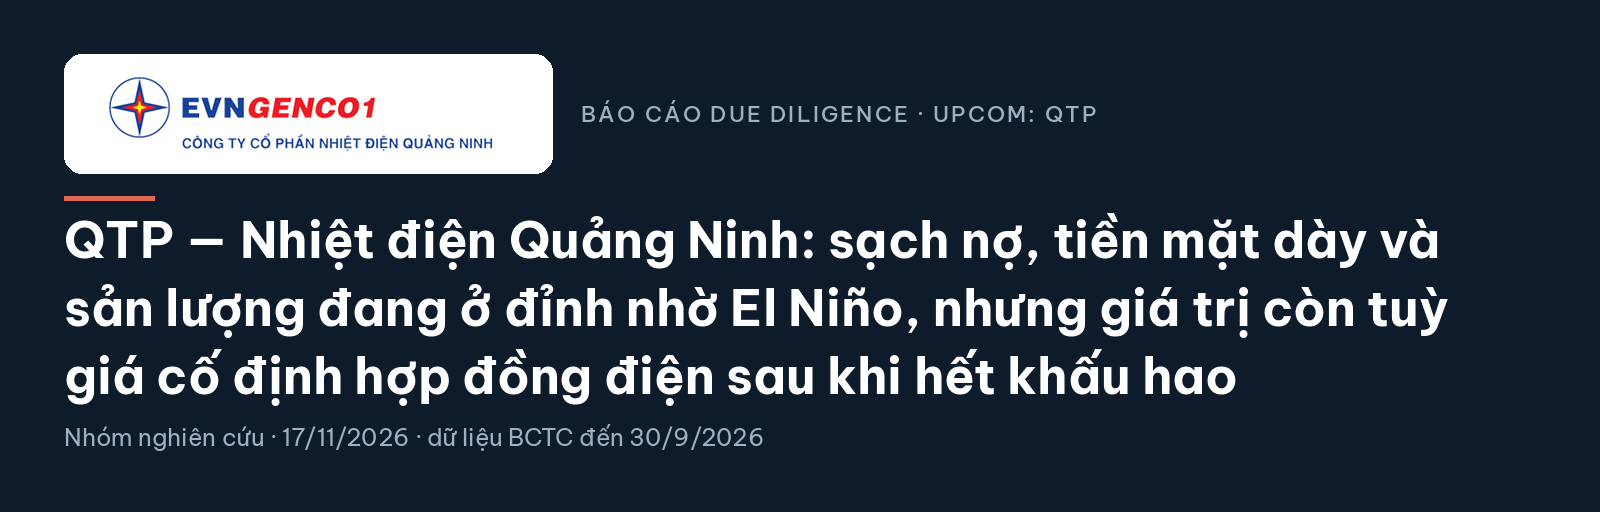 EVNGENCO1
CÔNG TY CỔ PHẦN NHIỆT ĐIỆN QUẢNG NINH
BÁO CÁO DUE DILIGENCE · UPCOM: QTP
QTP — Nhiệt điện Quảng Ninh: sạch nợ, tiền mặt dày và
sản lượng đang ở đỉnh nhờ El Niño, nhưng giá trị còn tuỳ
giá cố định hợp đồng điện sau khi hết khấu hao
Nhóm nghiên cứu · 17/11/2026 · dữ liệu BCTC đến 30/9/2026